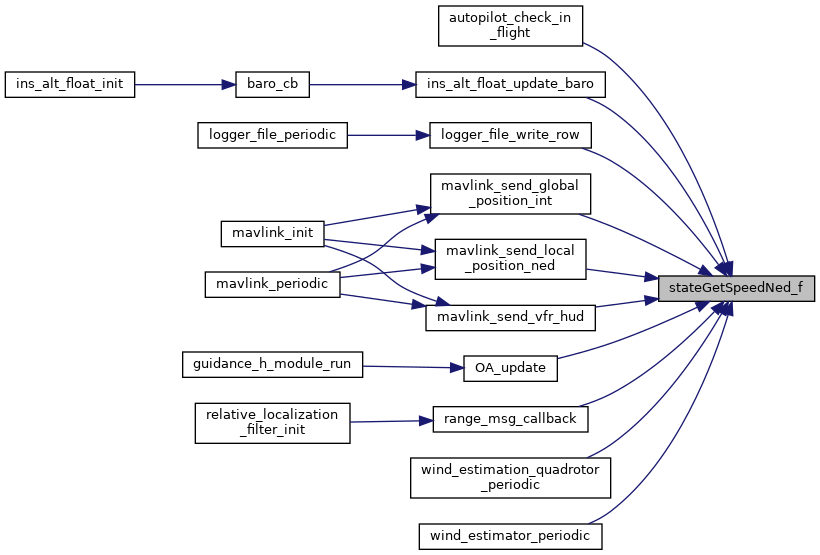 autopilot_check_in
_flight
ins_alt_float_init
baro_cb
ins_alt_float_update_baro
logger_file_periodic
logger_file_write_row
mavlink_send_global
_position_int
mavlink_init
mavlink_send_local
_position_ned
mavlink_periodic
stateGetSpeedNed_f
mavlink_send_vfr_hud
guidance_h_module_run
OA_update
relative_localization
_filter_init
range_msg_callback
wind_estimation_quadrotor
_periodic
wind_estimator_periodic